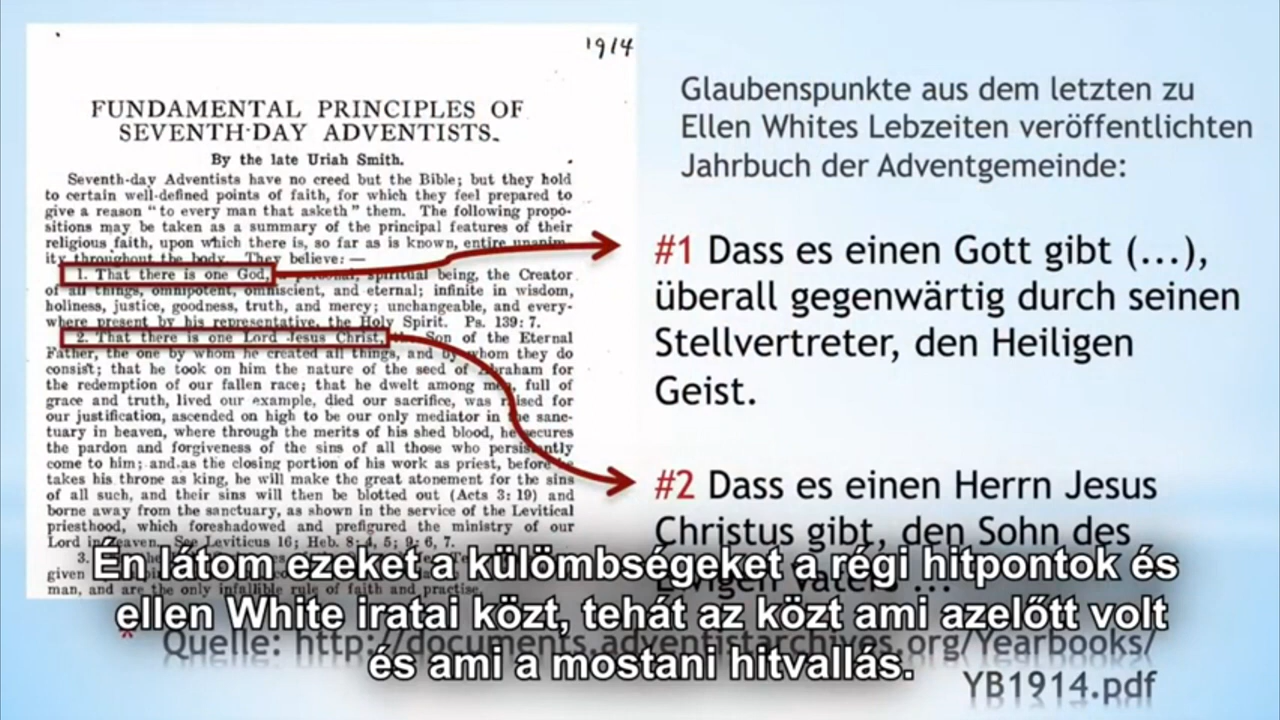 1914
FUNDAMENTAL PRINCIPLES OF
SEVENTH-DAY ADVENTISTS.
By the late Uriah Smith.
Seventh-day Adventists have no creed but the Bible; but they hold
to certain well-defined points of faith, for which they feel prepared to
give a reason "to every man that asketh" them. The following propo-
sitions may be taken as a summary of the principal features of their
religious faith, upon which there is, so far as is known, entire unanim-
ity throughout the body. They believe: —
1. That there is one God, spiritual being, the Creator
of all things, omnipotent, omniscient, and eternal; infinite in wisdom,
holiness, justice, goodness, truth, and mercy; unchangeable, and every-
where present by his representative, the Holy Spirit. Ps. 139: 7.
2. That there is one Lord Jesus Christ, the Son of the Eternal
Father, the one by whom he created all things, and by whom they do
consist; that he took on him the nature of the seed of Abraham for
the redemption of our fallen race; that he dwelt among men, full of
grace and truth, lived our example, died our sacrifice, was raised for
our justification, ascended on high to be our only mediator in the sanc-
tuary in heaven, where through the merits of his shed blood, he secures
the pardon and forgiveness of the sins of all those who persistently
come to him; and as the closing portion of his work as priest, before he
takes his throne as king, he will make the great atonement for the sins
of all such, and their sins will then be blotted out (Acts 3: 19) and
borne away from the sanctuary, as shown in the service of the Levitical
priesthood, which foreshadowed and prefigured the ministry of our
Lord in heaven. See Leviticus 16; Heb. 8: 4, 5; 9: 6, 7.
3.
given
man, and are the only infallible rule of faith and practise.
Glaubenspunkte aus dem letzten zu
Ellen Whites Lebzeiten veröffentlichten
Jahrbuch der Adventgemeinde:
#1 Dass es einen Gott gibt (...),
überall gegenwärtig durch seinen
Stellvertreter, den Heiligen
Geist.
#2 Dass es einen Herrn Jesus
Christus gibt, den Sohn des
Ewigen Vaters ...
* Quelle: http://documents.adventistarchives.org/Yearbooks/
YB1914.pdf
Én látom ezeket a külömbségeket a régi hitpontok és
ellen White iratai közt, tehát az közt ami azelőtt volt
és ami a mostani hitvallás.